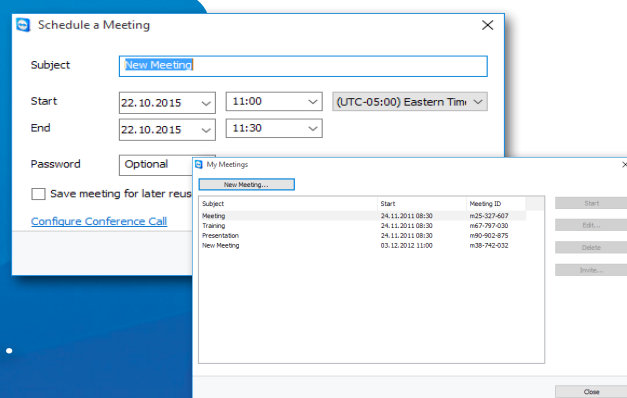 Schedule a Meeting
Subject New Meeting
Start 22.10.2015 11:00 (UTC-05:00) Eastern Tim
End 22.10.2015 11:30
Password Optional
Save meeting for later reus
Configure Conference Call
My Meetings
New Meeting...
Subject Start Meeting ID
Meeting 24.11.2011 08:30 m25-327-607
Training 24.11.2011 08:30 m67-797-030
Presentation 24.11.2011 08:30 m90-902-875
New Meeting 03.12.2012 11:00 m38-742-032
Start
Edit...
Delete
Invite...
Close